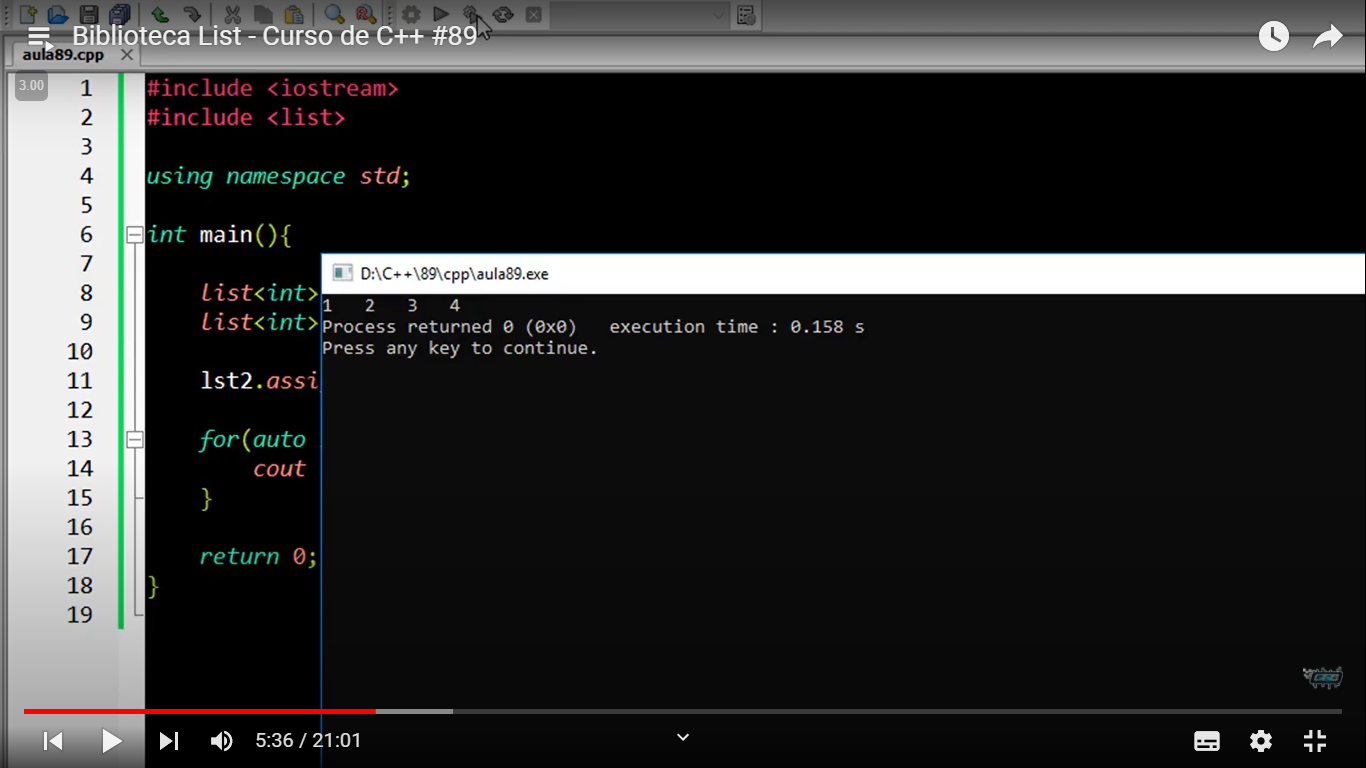 Biblioteca List - Curso de C++ #89
aula89.cpp
3.00
1 #include <iostream>
2 #include <list>
3
4 using namespace std;
5
6 int main(){
7
8 list<int>
9 list<int>
10
11 lst2.assi
12
13 for(auto
14 cout
15 }
16
17 return 0;
18 }
19
D:\C++\89\cpp\aula89.exe
1 2 3 4
Process returned 0 (0x0) execution time : 0.158 s
Press any key to continue.
5:36 / 21:01